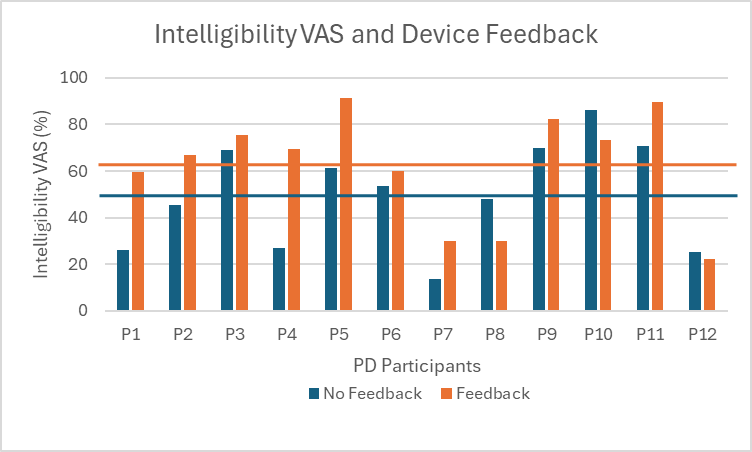 Intelligibility VAS and Device Feedback
Intelligibility VAS (%)
100
80
60
40
20
0
P1 P2 P3 P4 P5 P6 P7 P8 P9 P10 P11 P12
PD Participants
No Feedback Feedback